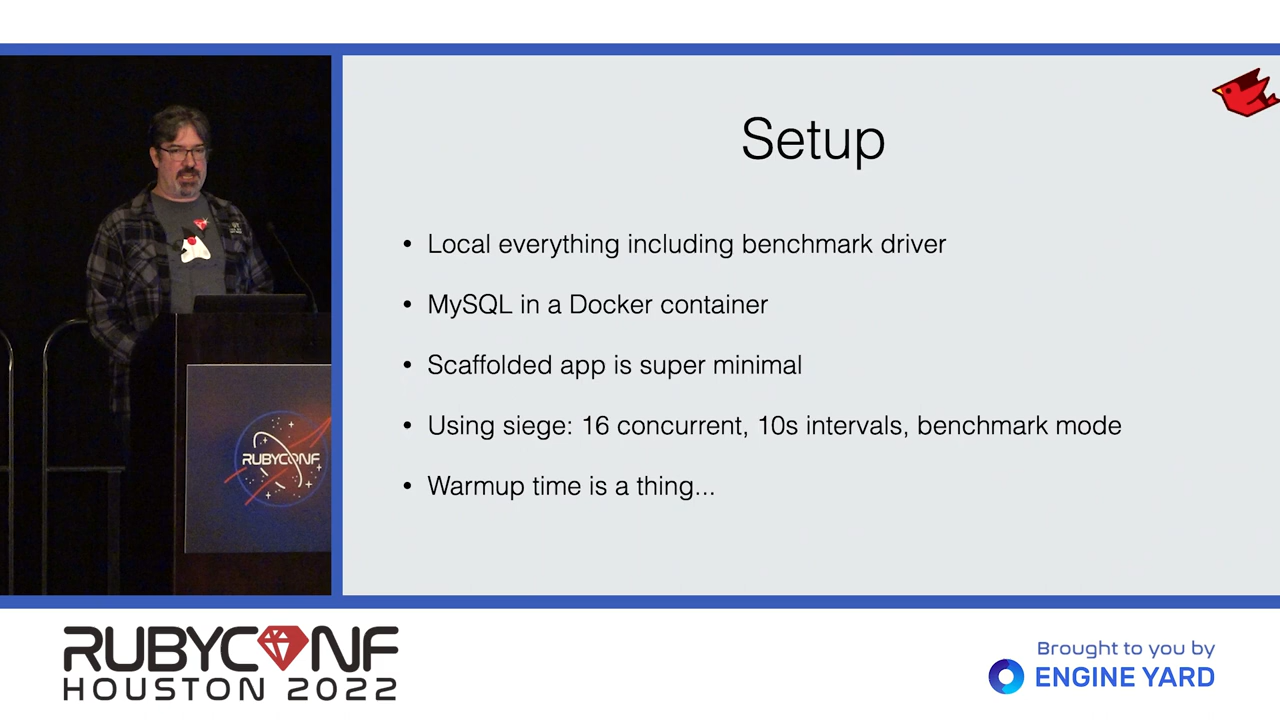 Setup
• Local everything including benchmark driver
• MySQL in a Docker container
• Scaffolded app is super minimal
• Using siege: 16 concurrent, 10s intervals, benchmark mode
• Warmup time is a thing...
RUBYCONF
RUBYCONF
HOUSTON 2022
Brought to you by
ENGINE YARD